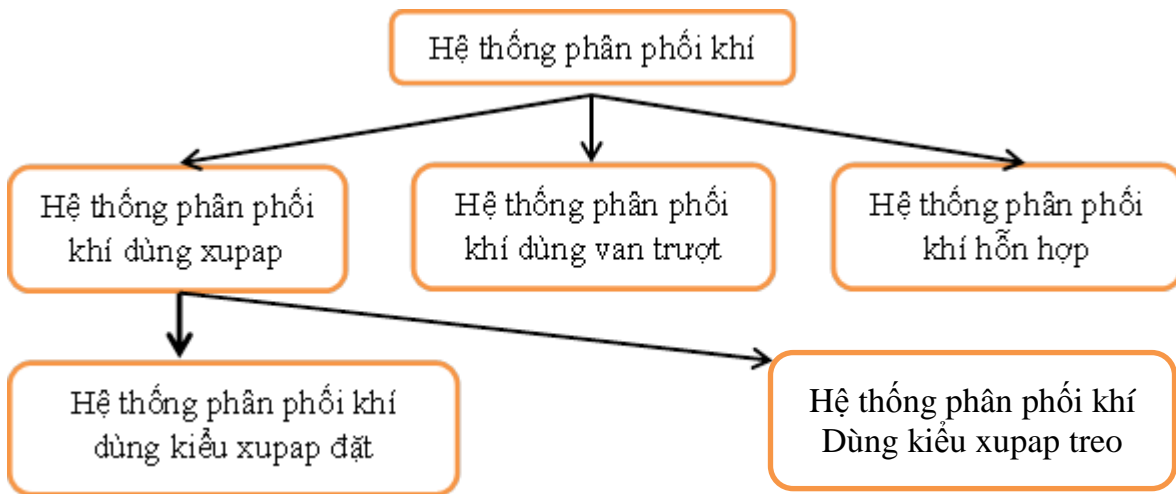 Hệ thống phân phối khí
Hệ thống phân phối
khí dùng xupap
Hệ thống phân phối
khí dùng van trượt
Hệ thống phân phối
khí hỗn hợp
Hệ thống phân phối khí
dùng kiểu xupap đặt
Hệ thống phân phối khí
Dùng kiểu xupap treo